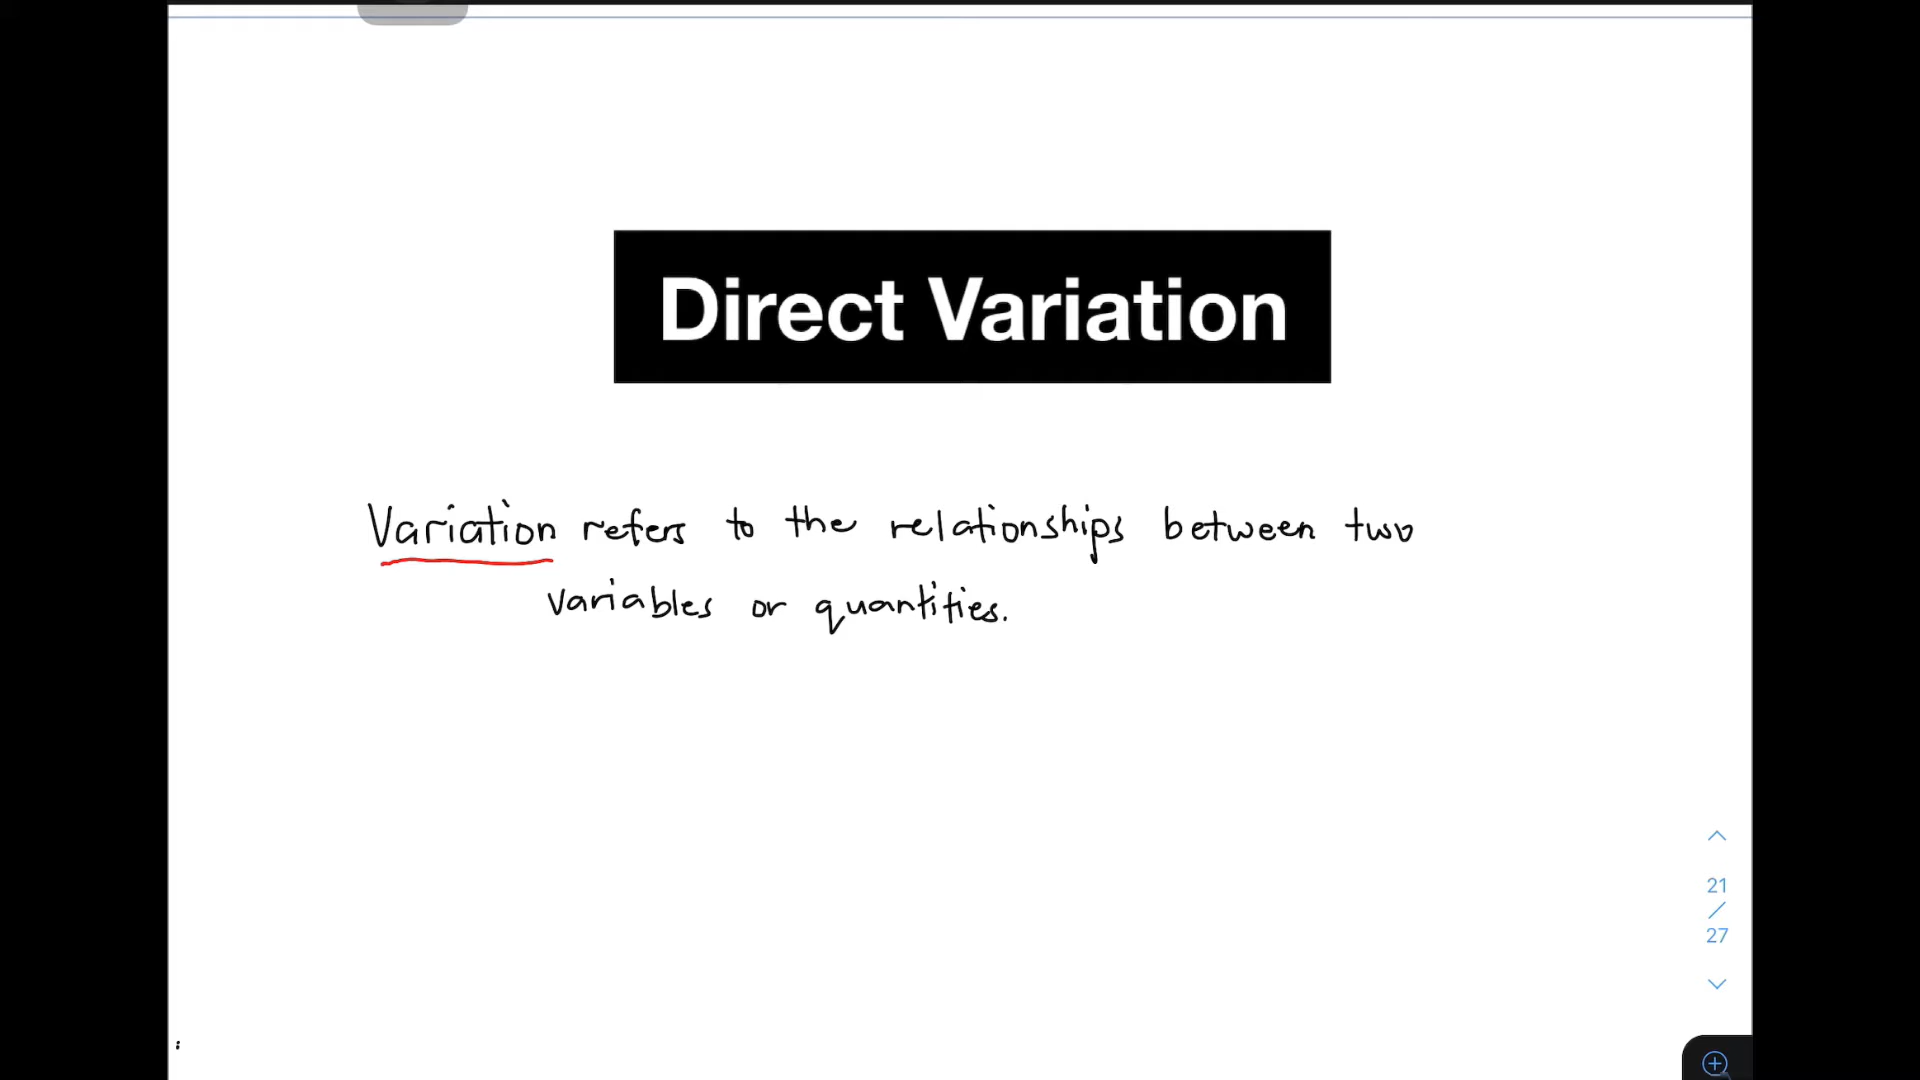 Direct Variation
Variation refers to the relationships between two
variables or quantities.
21
/
27